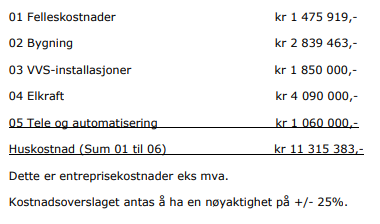 01 Felleskostnader kr 1 475 919,-
02 Bygning kr 2 839 463,-
03 VVS-installasjoner kr 1 850 000,-
04 Elkraft kr 4 090 000,-
05 Tele og automatisering kr 1 060 000,-
Huskostnad (Sum 01 til 06) kr 11 315 383,-
Dette er entreprisekostnader eks mva.
Kostnadsoverslaget antas å ha en nøyaktighet på +/- 25%.